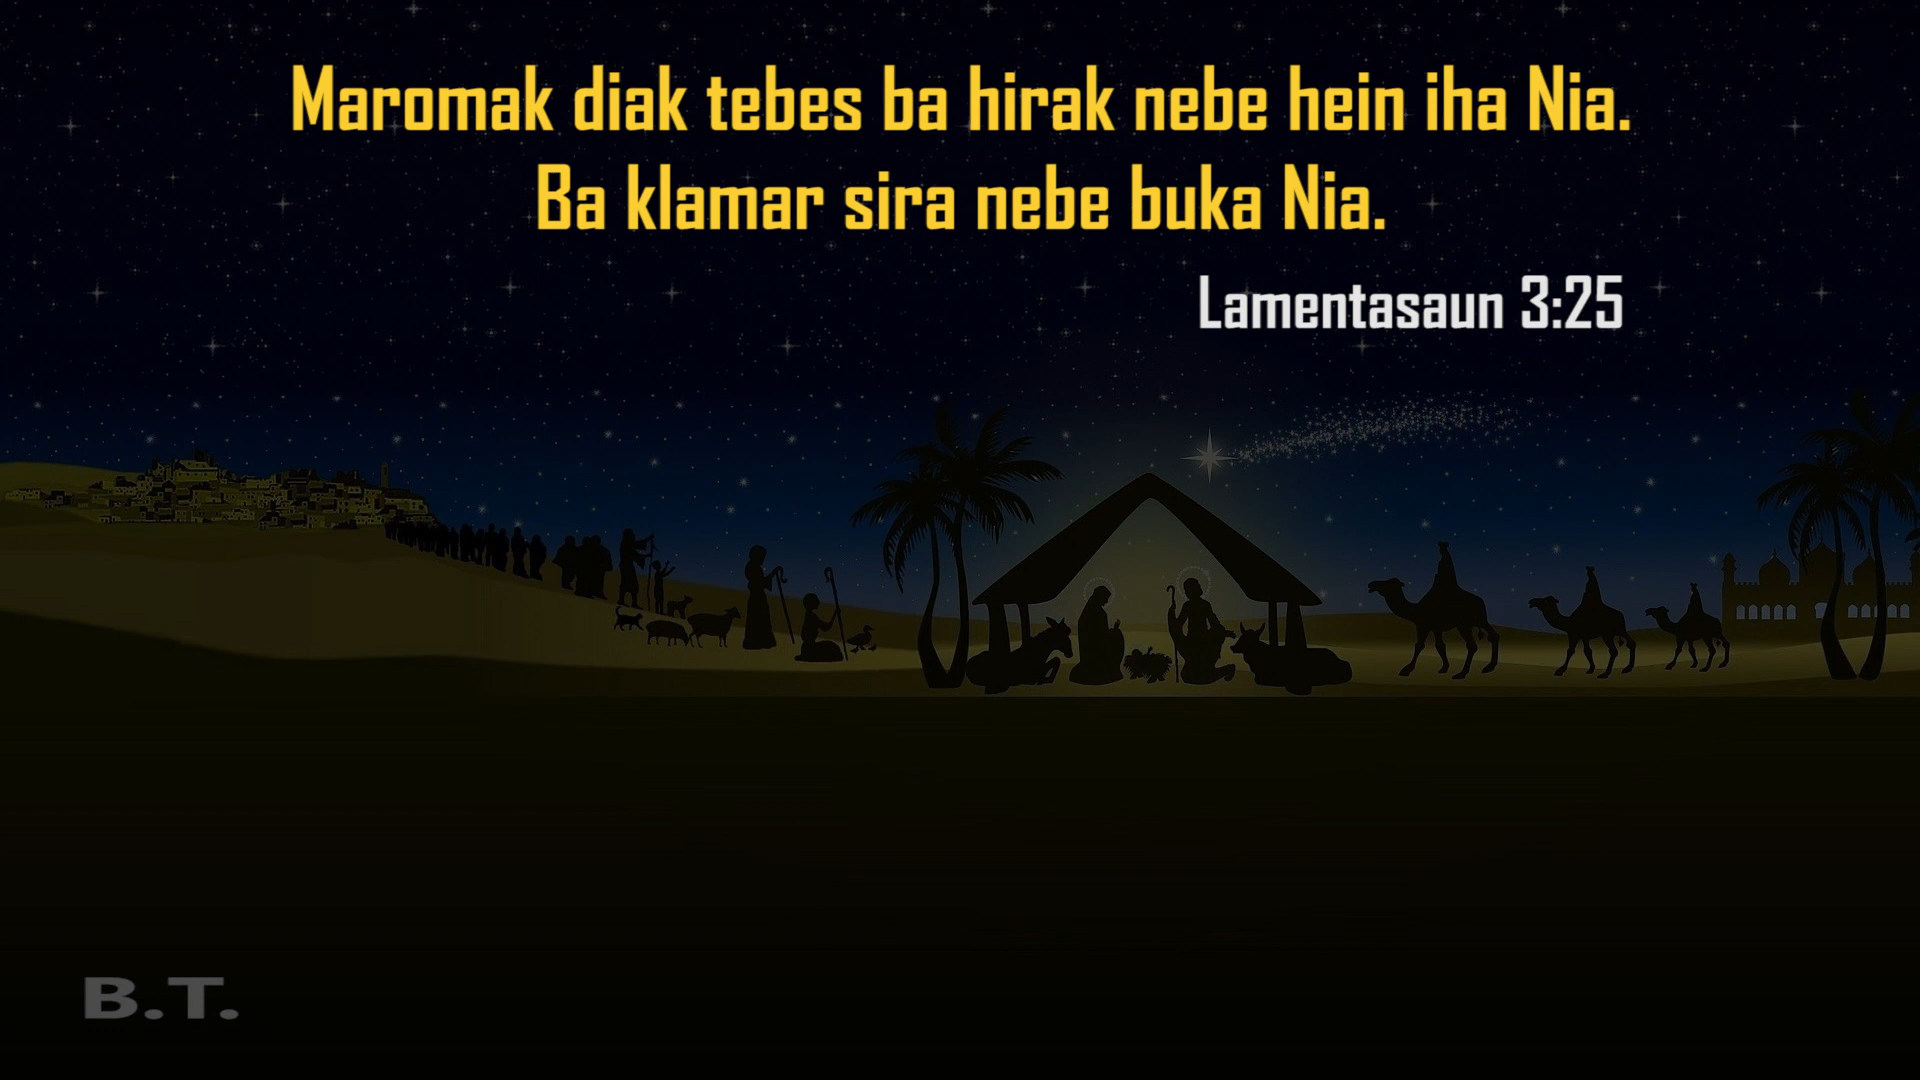 Maromak diak tebes ba hirak nebe hein iha Nia.
Ba klamar sira nebe buka Nia.
Lamentasaun 3:25
B.T.